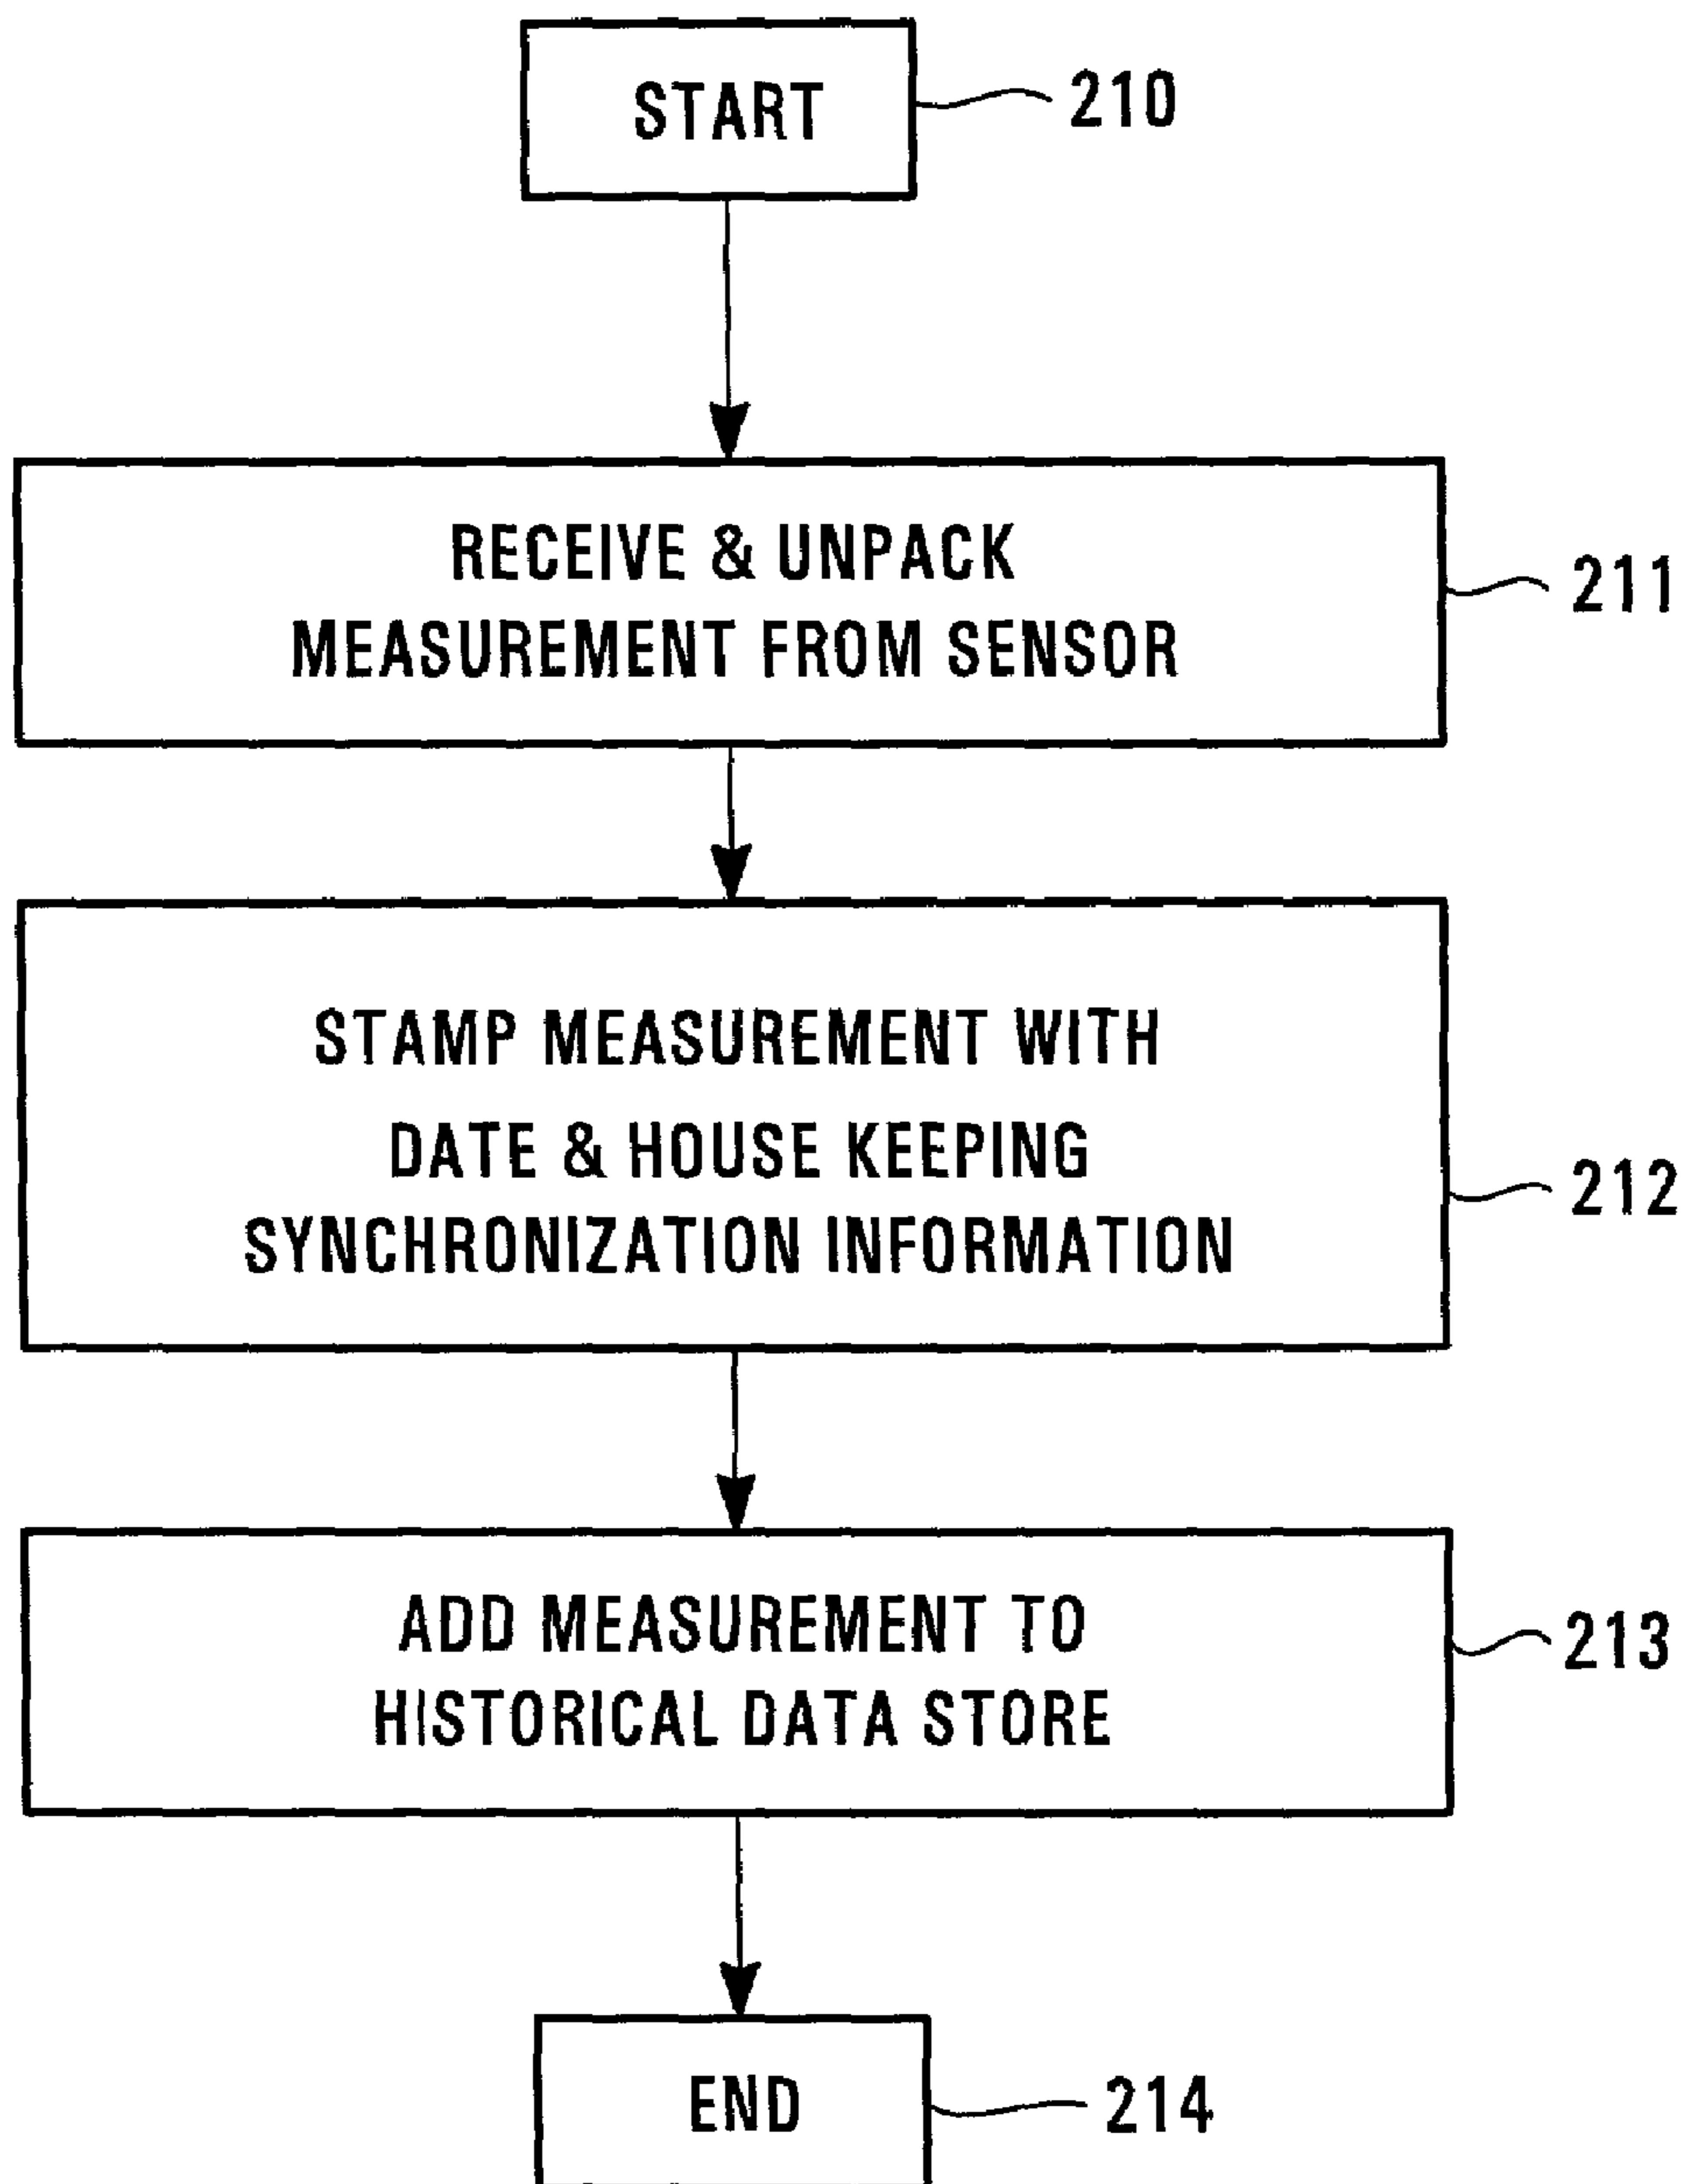 START
210
RECEIVE & UNPACK
MEASUREMENT FROM SENSOR
211
STAMP MEASUREMENT WITH
DATE & HOUSE KEEPING
SYNCHRONIZATION INFORMATION
212
ADD MEASUREMENT TO
HISTORICAL DATA STORE
213
END
214